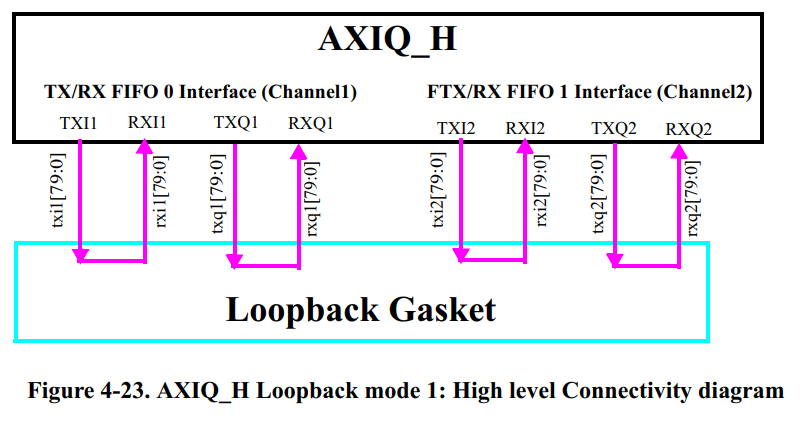 AXIQ_H
TX/RX FIFO 0 Interface (Channel1)
FTX/RX FIFO 1 Interface (Channel2)
TXI1
RXI1
TXQ1
RXQ1
TXI2
RXI2
TXQ2
RXQ2
txi1[79:0]
rxi1[79:0]
txq1[79:0]
rxq1[79:0]
txi2[79:0]
rxi2[79:0]
txq2[79:0]
rxq2[79:0]
Loopback Gasket
Figure 4-23. AXIQ_H Loopback mode 1: High level Connectivity diagram